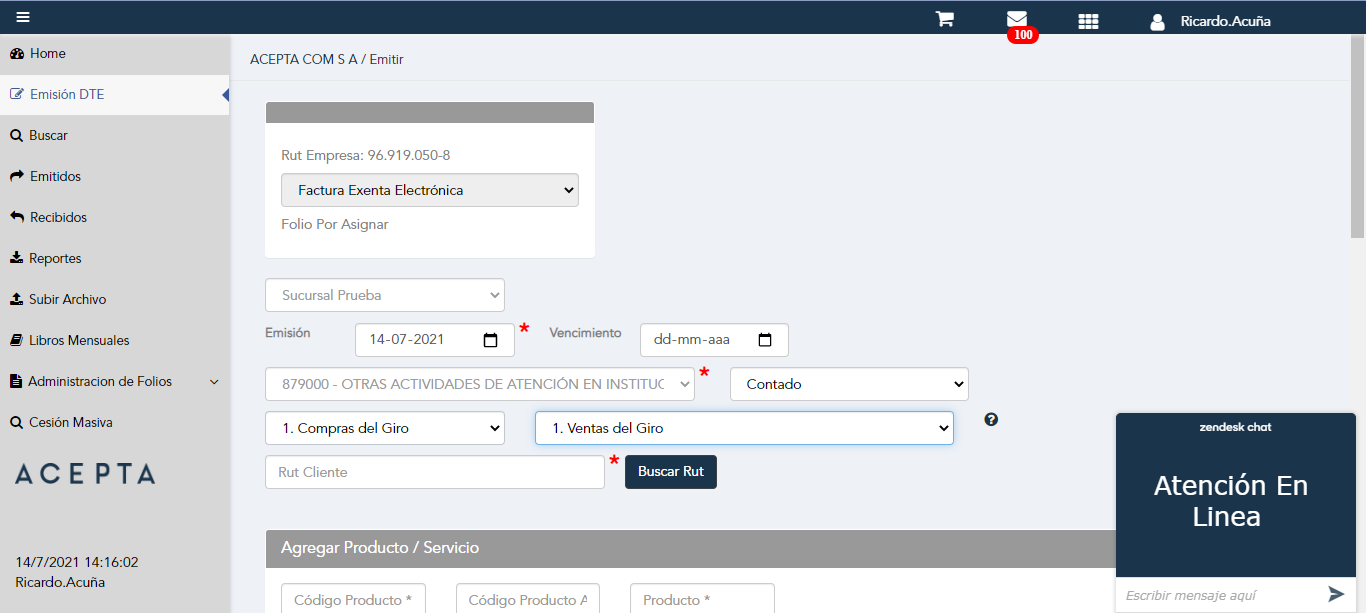 100
Ricardo.Acuña
Home
Emisión DTE
Buscar
Emitidos
Recibidos
Reportes
Subir Archivo
Libros Mensuales
Administracion de Folios
Cesión Masiva
ACEPTA
14/7/2021 14:16:02
Ricardo.Acuña
ACEPTA COM S A / Emitir
Rut Empresa: 96.919.050-8
Factura Exenta Electrónica
Folio Por Asignar
Sucursal Prueba
Emisión 14-07-2021 * Vencimiento dd-mm-aaa
879000 - OTRAS ACTIVIDADES DE ATENCIÓN EN INSTITUC * Contado
1. Compras del Giro 1. Ventas del Giro ?
Rut Cliente * Buscar Rut
Agregar Producto / Servicio
Código Producto * Código Producto A Producto *
zendesk chat
Atención En
Linea
Escribir mensaje aquí